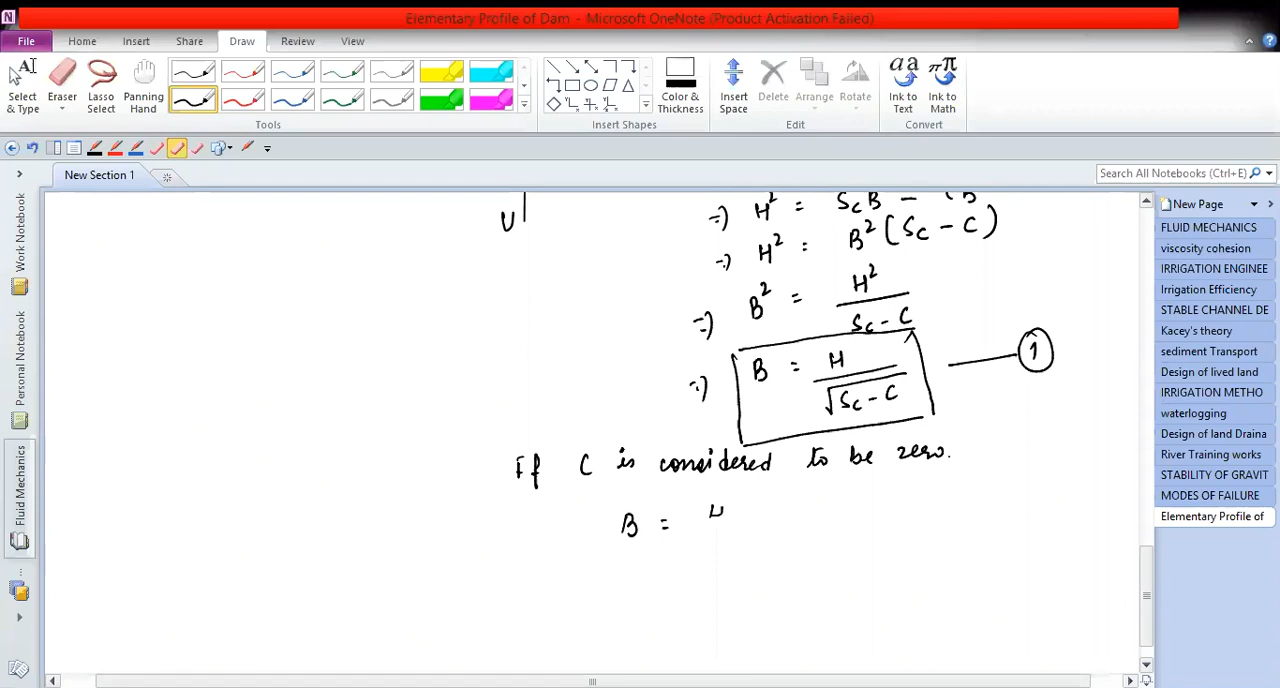 Elementary Profile of Dam - Microsoft OneNote (Product Activation Failed)
File Home Insert Share Draw Review View
Select & Type
Eraser
Lasso Select
Panning Hand
Color & Thickness
Insert Space
Delete
Arrange
Rotate
Ink to Text
Ink to Math
Tools
Insert Shapes
Edit
Convert
New Section 1
Search All Notebooks (Ctrl+E)
Work Notebook
Personal Notebook
Fluid Mechanics
New Page
FLUID MECHANICS
viscosity cohesion
IRRIGATION ENGINEE
Irrigation Efficiency
STABLE CHANNEL DE
Kacey's theory
sediment Transport
Design of lived land
IRRIGATION METHO
waterlogging
Design of land Draina
River Training works
STABILITY OF GRAVIT
MODES OF FAILURE
Elementary Profile of
U
=) H² = B² (Sc - C)
=) B² = H² / Sc - C
=) B = H / √Sc - C ——— 1
If C is considered to be zero.
B =